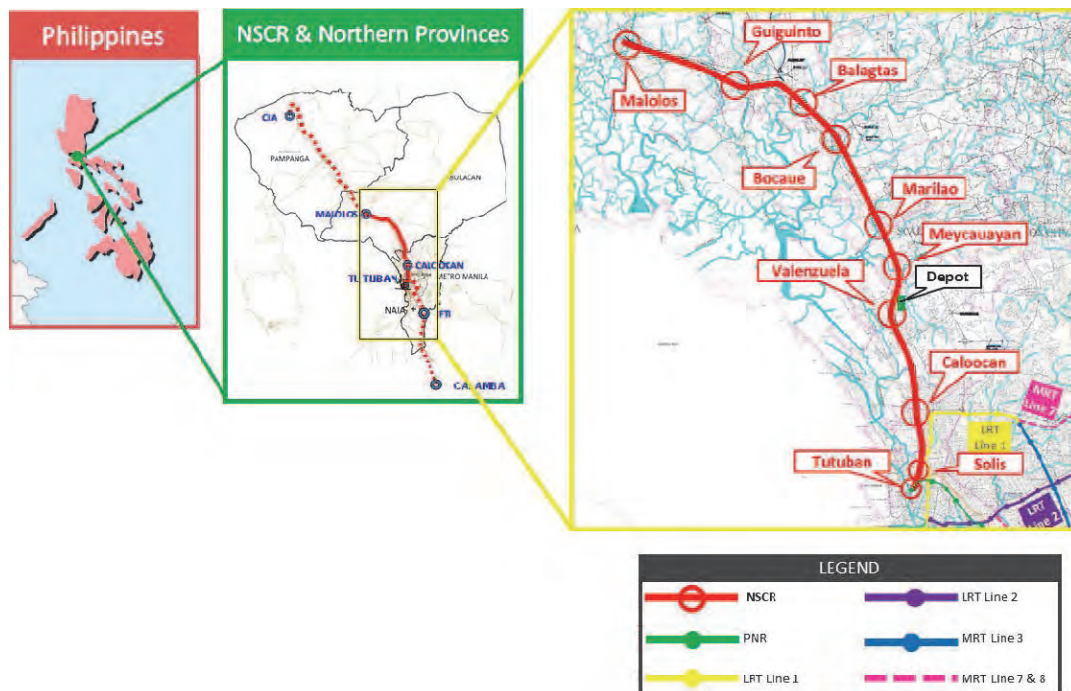 Philippines
NSCR & Northern Provinces
CIA
PAMPANGA
BULACAN
MALOLOS
CALOOCAN
TUTUBAN
METRO MANILA
NAIA
FTI
CALAMBA
Guiguinto
Balagtas
Malolos
Bocaue
Marilao
Meycauayan
Valenzuela
Depot
Caloocan
MRT
Line 7
LRT
Line 1
Tutuban
Solis
LRT
Line 2
LEGEND
NSCR
LRT Line 2
PNR
MRT Line 3
LRT Line 1
MRT Line 7 & 8